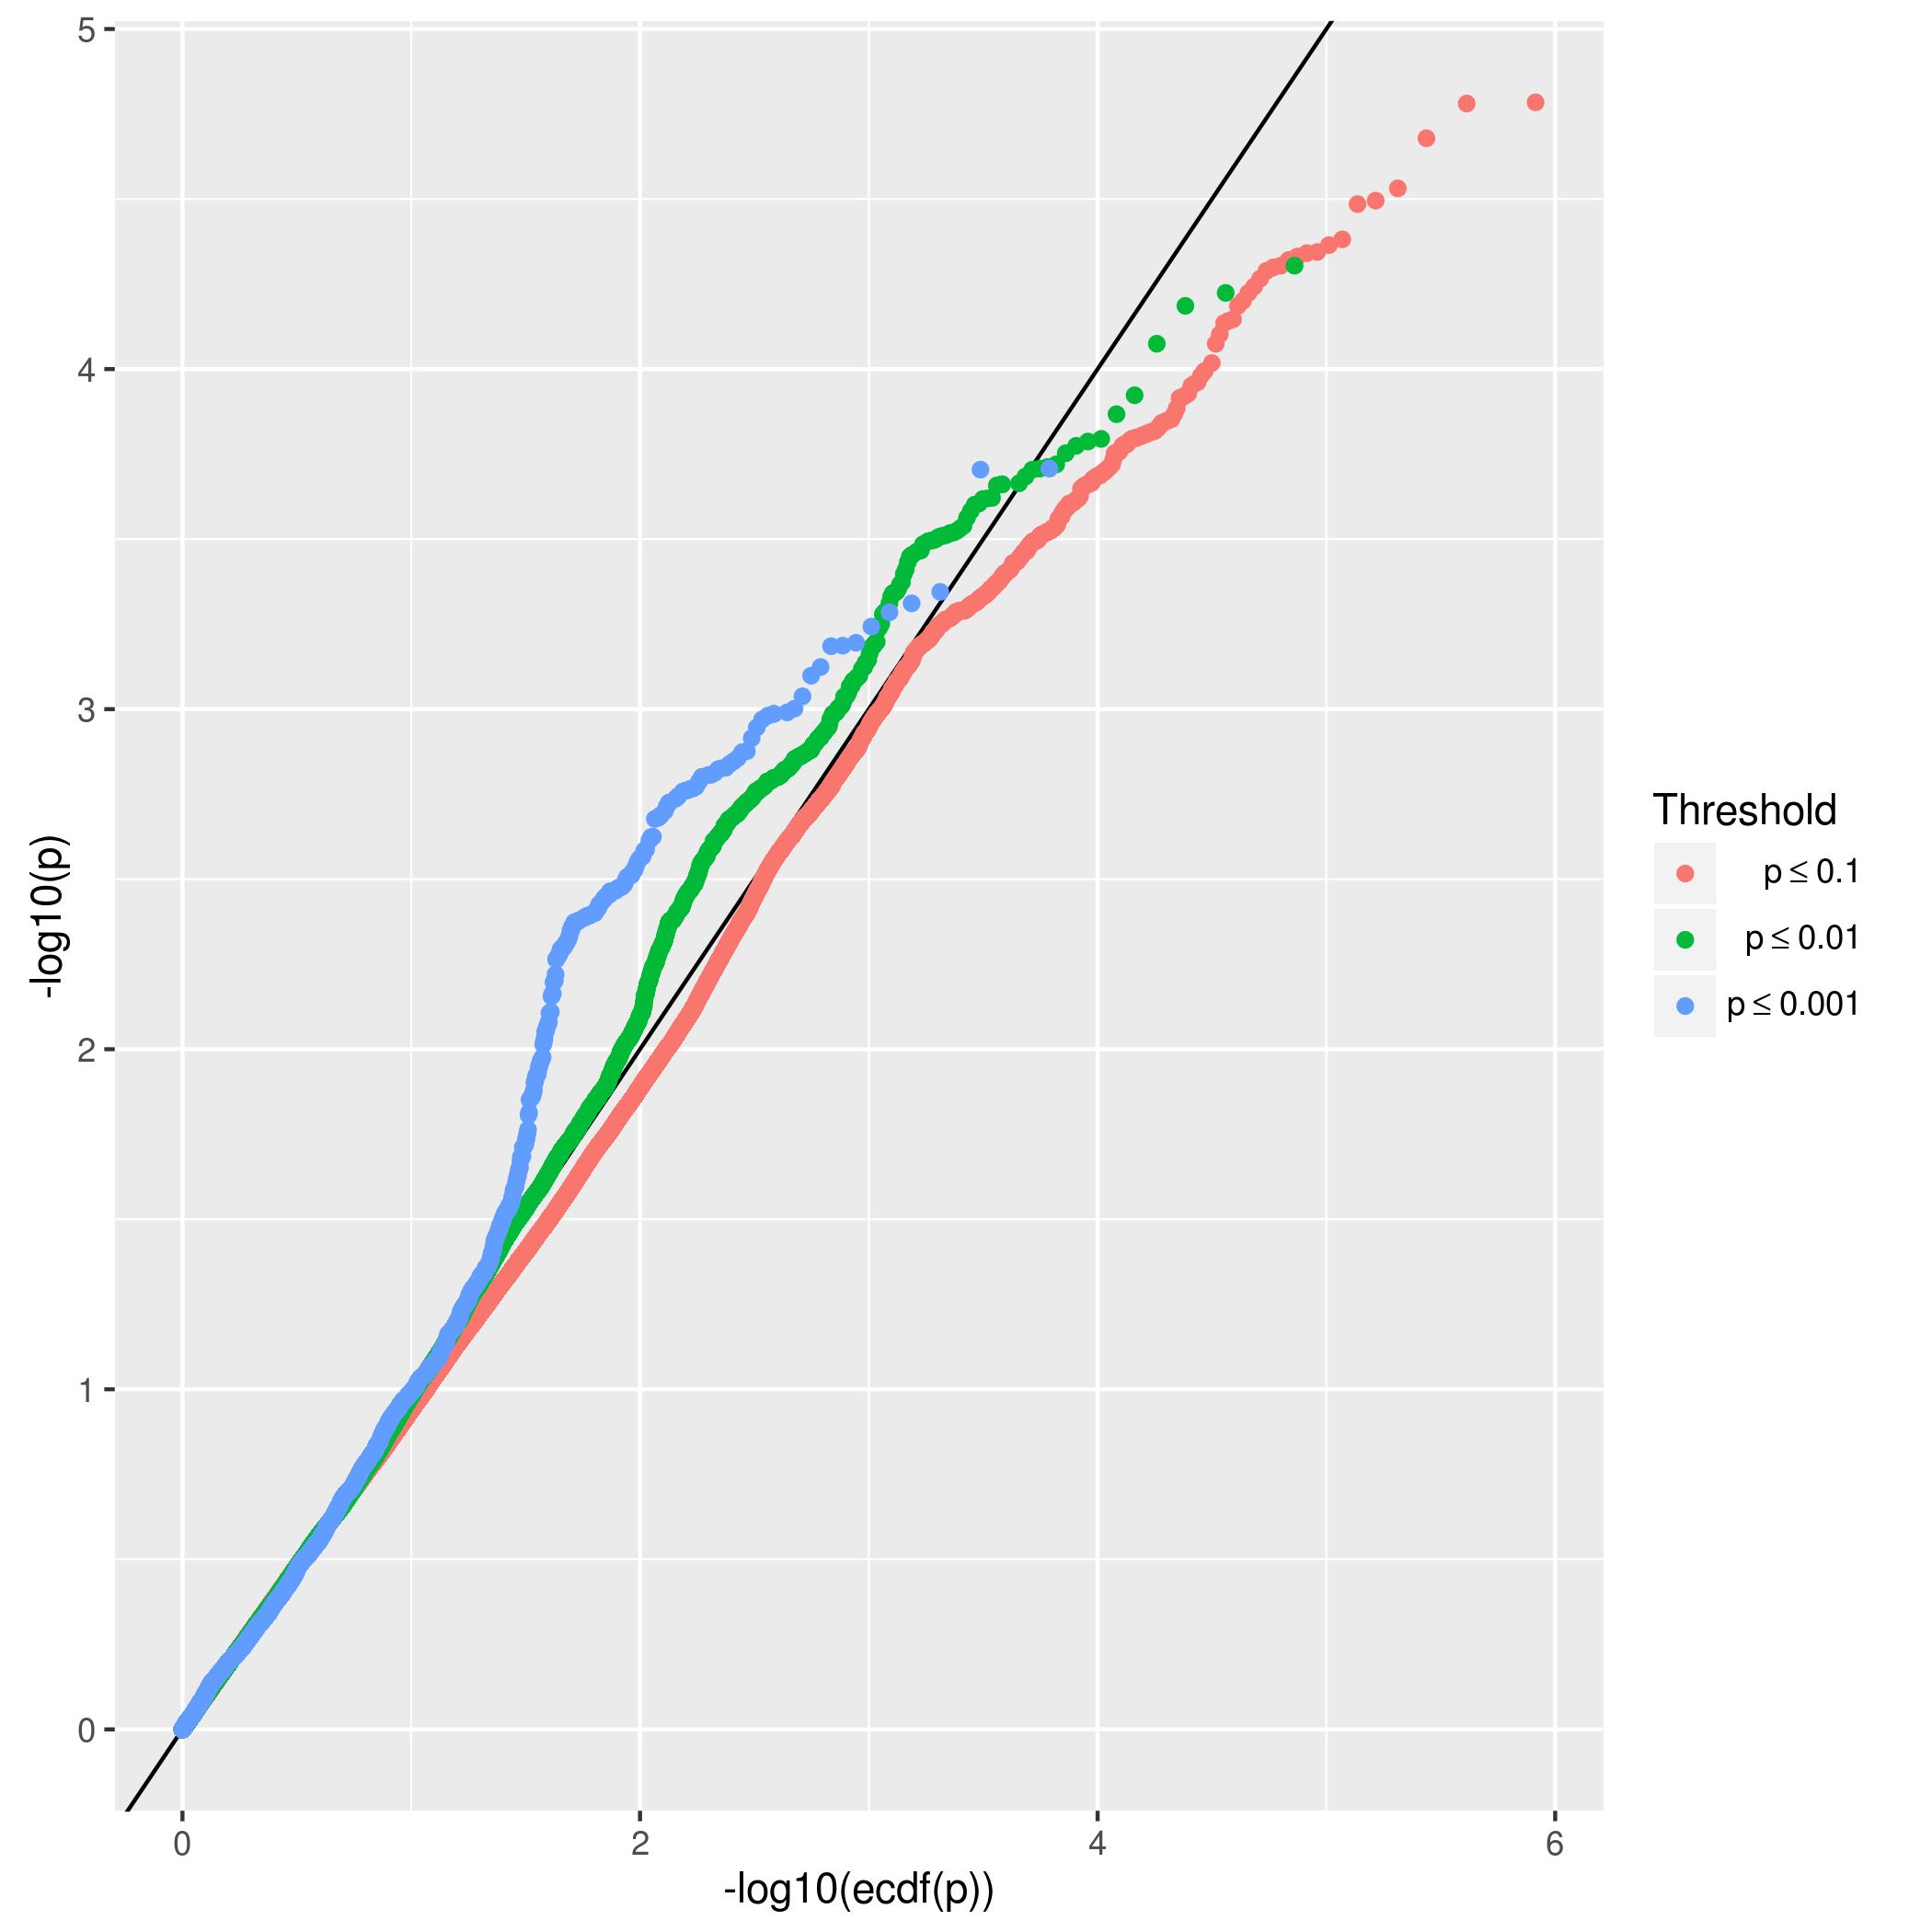 5
4
3
2
1
0
-log10(p)
0
2
4
6
-log10(ecdf(p))
Threshold
p ≤ 0.1
p ≤ 0.01
p ≤ 0.001